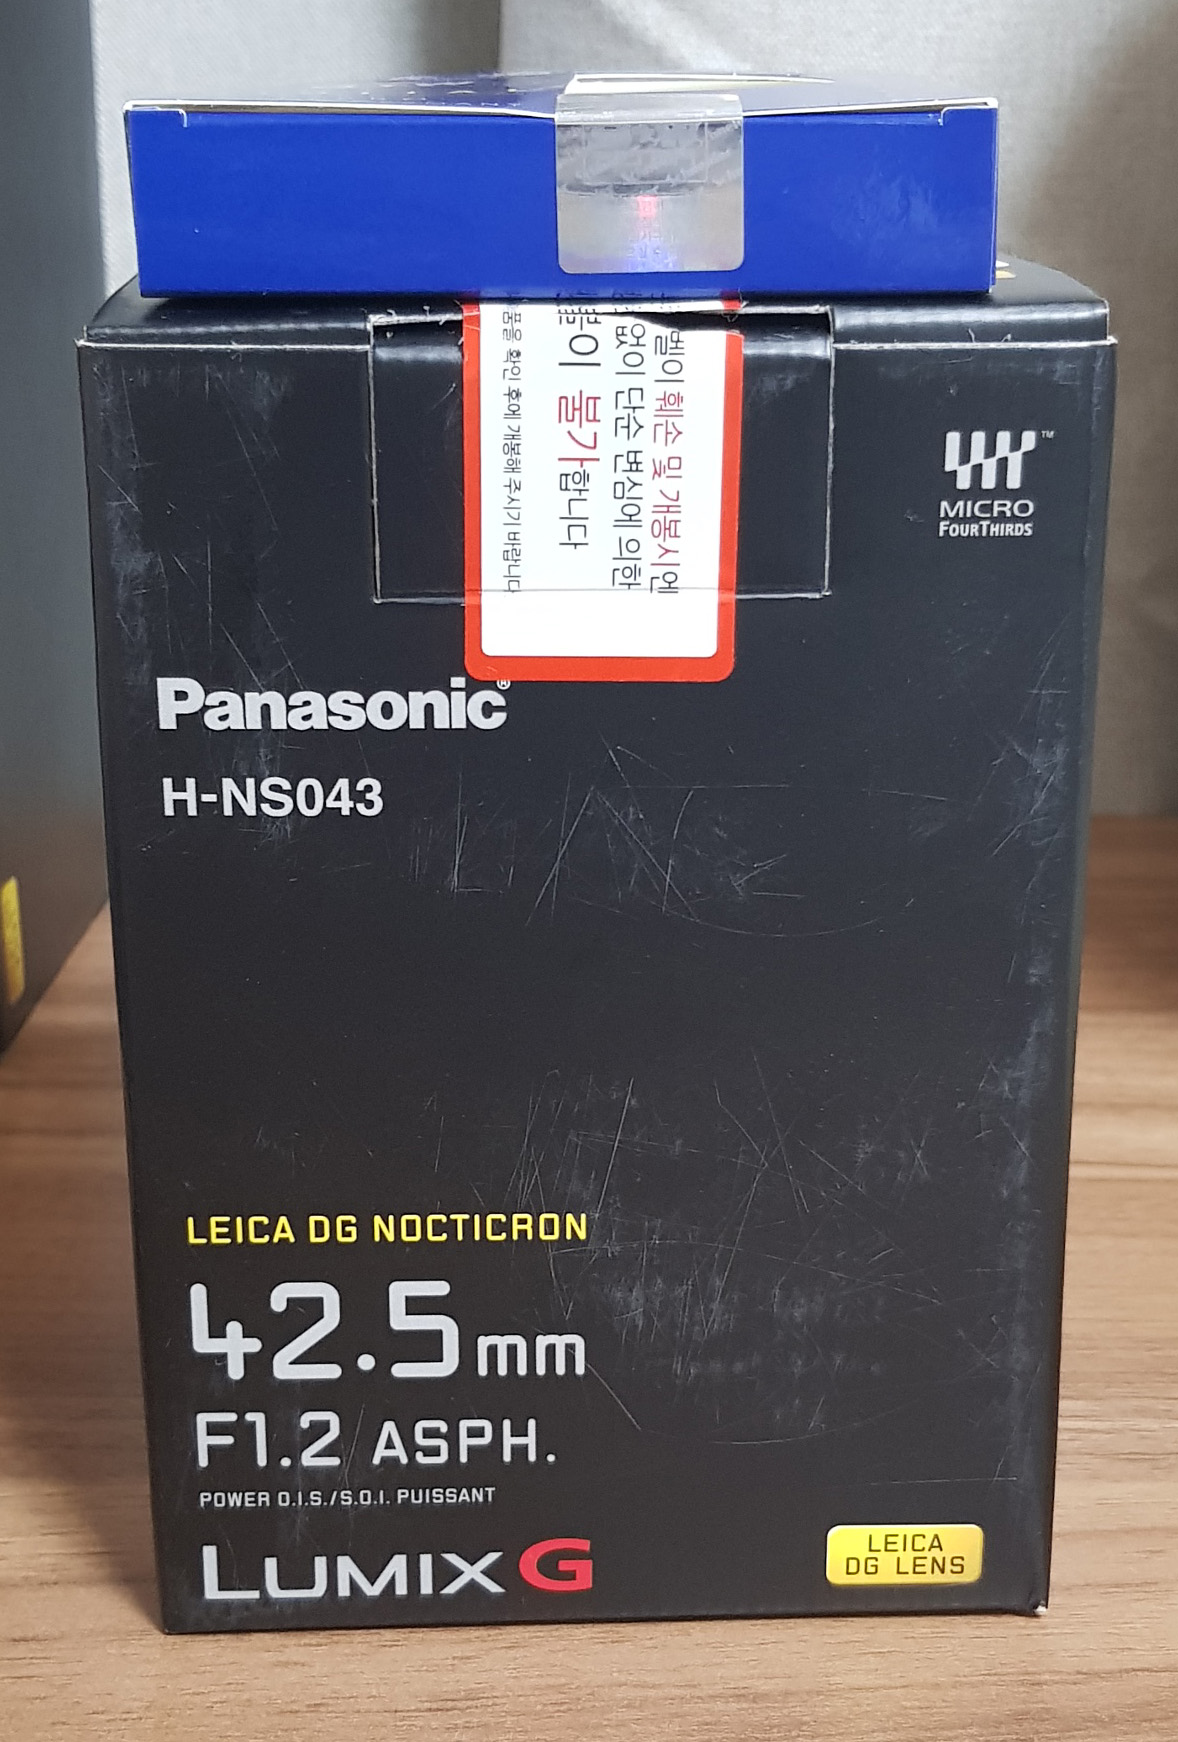 벨이 훼손 및 개봉시엔
없이 단순 변심에 의한
불이 불가합니다
품을 확인 후에 개봉해 주시기 바랍니다
MICRO
FOURTHIRDS
™
Panasonic®
H-NS043
LEICA DG NOCTICRON
42.5mm
F1.2 ASPH.
POWER O.I.S./S.O.I. PUISSANT
LUMIX G
LEICA
DG LENS